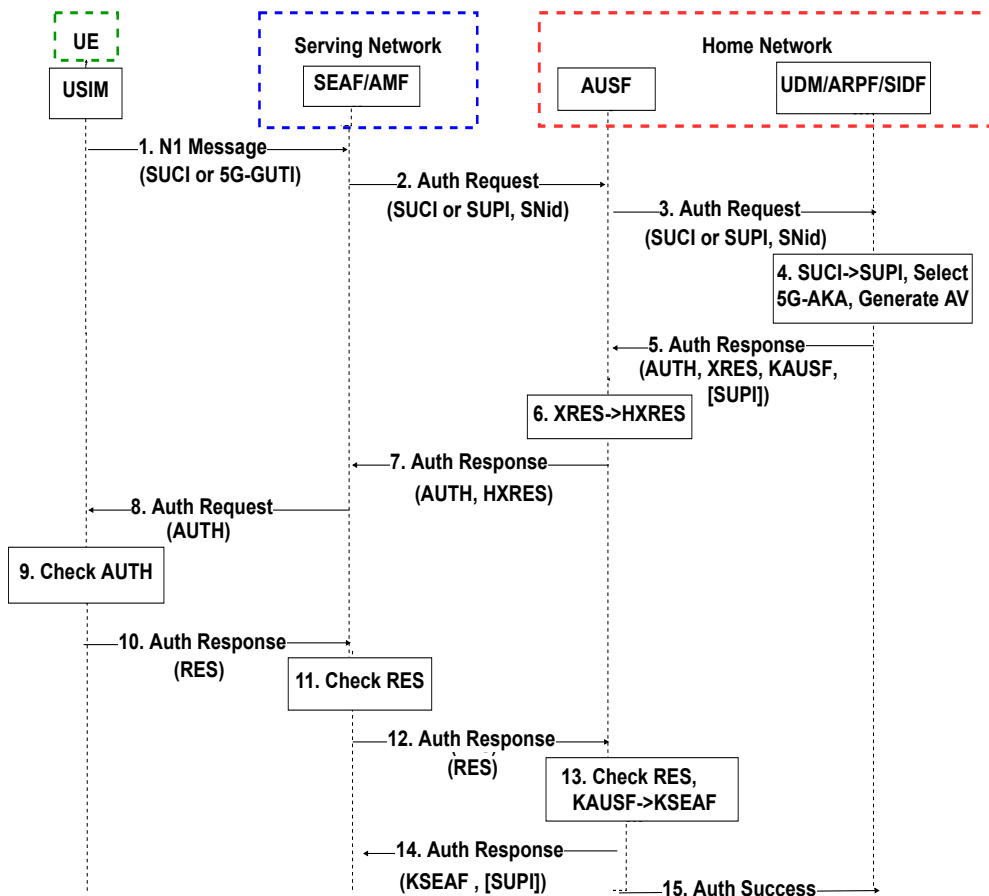 UE
Serving Network
Home Network
USIM
SEAF/AMF
AUSF
UDM/ARPF/SIDF
1. N1 Message
(SUCI or 5G-GUTI)
2. Auth Request
(SUCI or SUPI, SNid)
3. Auth Request
(SUCI or SUPI, SNid)
4. SUCI->SUPI, Select
5G-AKA, Generate AV
5. Auth Response
(AUTH, XRES, KAUSF,
[SUPI])
6. XRES->HXRES
7. Auth Response
(AUTH, HXRES)
8. Auth Request
(AUTH)
9. Check AUTH
10. Auth Response
(RES)
11. Check RES
12. Auth Response
(RES)
13. Check RES,
KAUSF->KSEAF
14. Auth Response
(KSEAF , [SUPI])
15. Auth Success